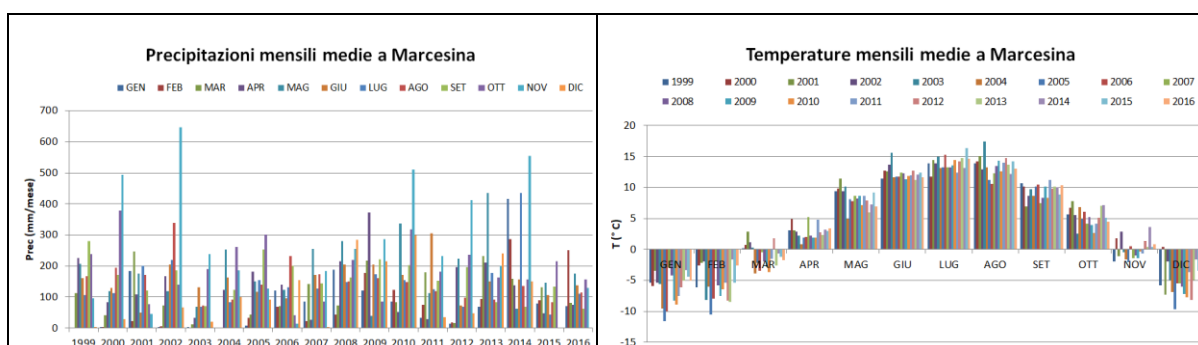 Precipitazioni mensili medie a Marcesina
GEN FEB MAR APR MAG GIU LUG AGO SET OTT NOV DIC
Prec (mm/mese)
700
600
500
400
300
200
100
0
1999 2000 2001 2002 2003 2004 2005 2006 2007 2008 2009 2010 2011 2012 2013 2014 2015 2016
Temperature mensili medie a Marcesina
1999 2000 2001 2002 2003 2004 2005 2006 2007
2008 2009 2010 2011 2012 2013 2014 2015 2016
T (° C)
20
15
10
5
0
-5
-10
-15
GEN FEB MAR APR MAG GIU LUG AGO SET OTT NOV DIC